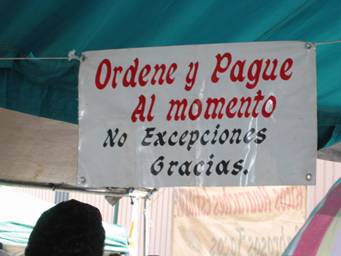 Ordene y Pague
Al momento
No Excepciones
Gracias.